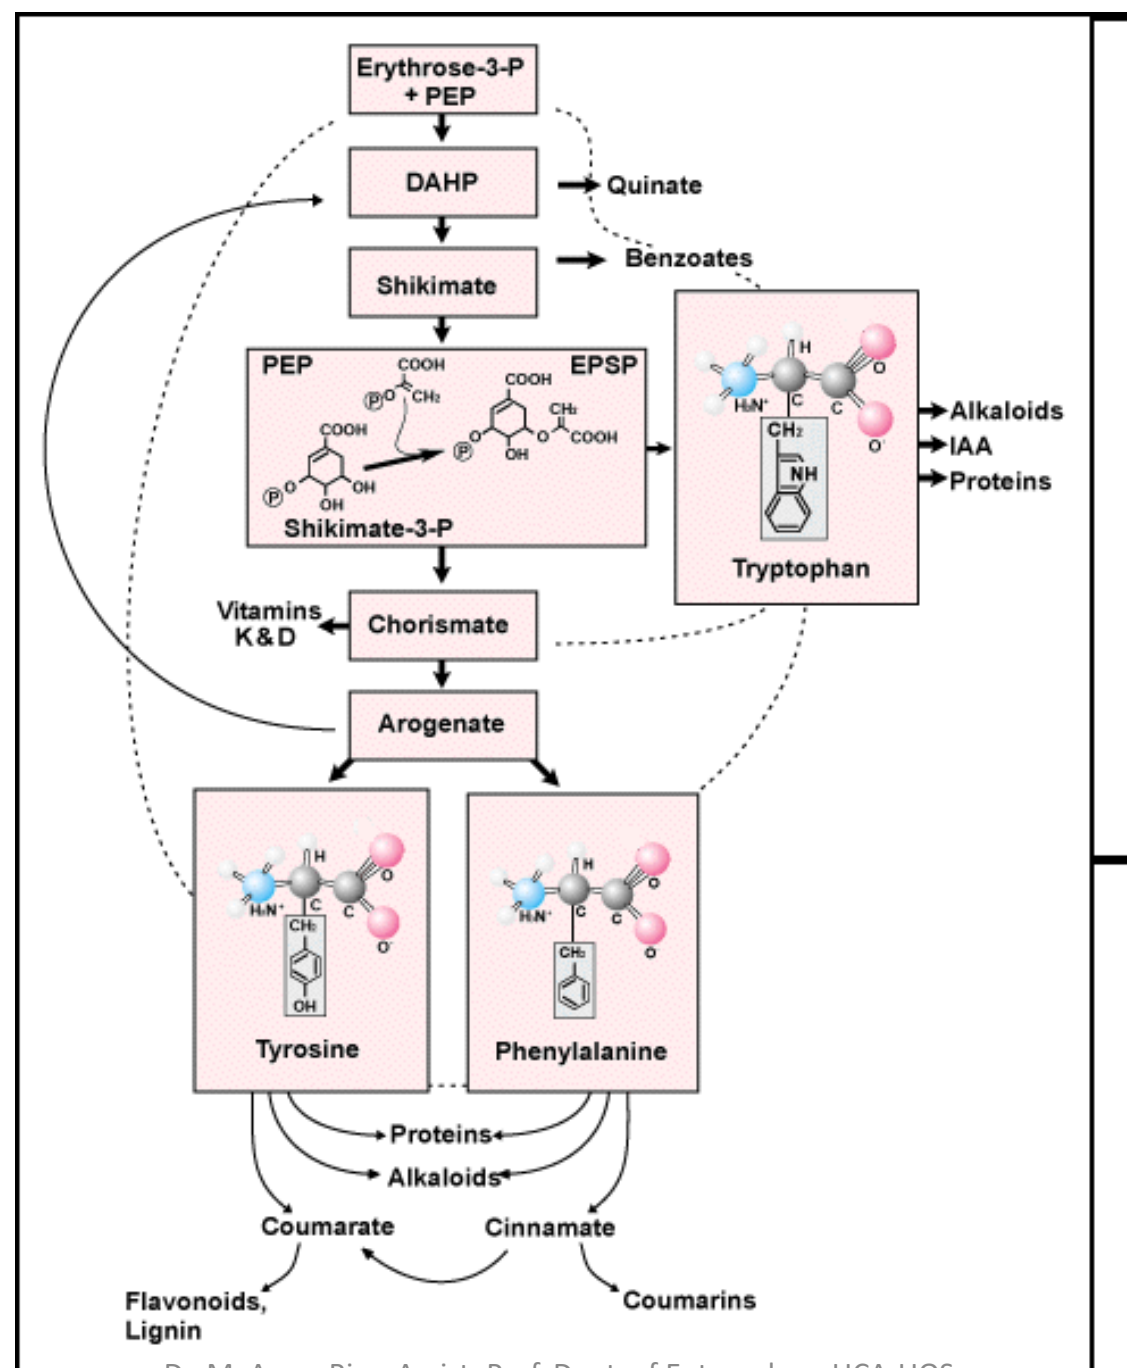 Erythrose-3-P
+ PEP
DAHP
Quinate
Shikimate
Benzoates
PEP
EPSP
COOH
CH₂
P
O
COOH
CH₂
COOH
O
OH
P
O
COOH
P
O
OH
OH
Shikimate-3-P
H
O
H₃N⁺
C
C
O⁻
CH₂
NH
Tryptophan
Alkaloids
IAA
Proteins
Vitamins
K & D
Chorismate
Arogenate
H
O
H₃N⁺
C
C
O⁻
CH₂
OH
Tyrosine
H
O
H₃N⁺
C
C
O⁻
CH₂
Phenylalanine
Proteins
Alkaloids
Coumarate
Cinnamate
Flavonoids,
Lignin
Coumarins